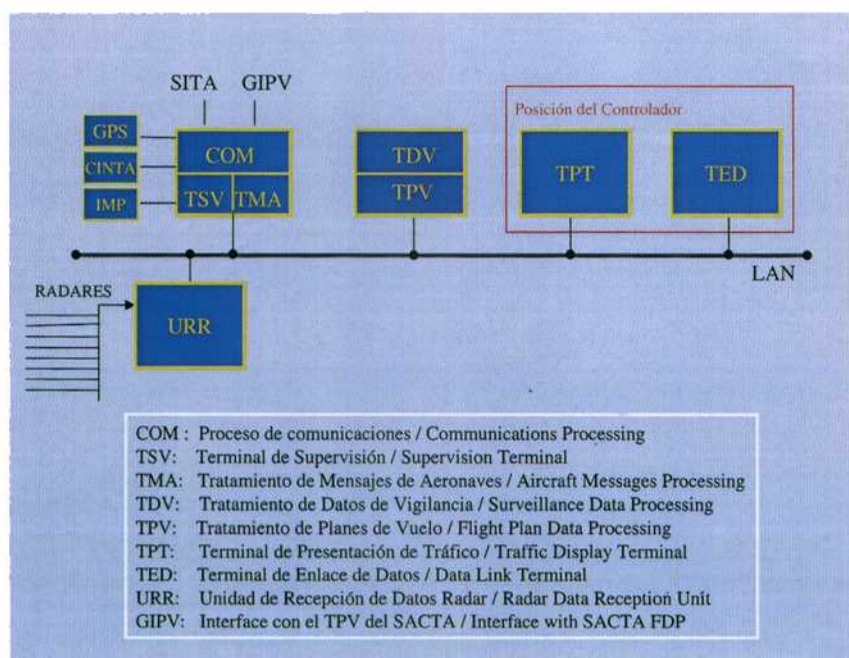 SITA GIPV
Posición del Controlador
GPS
COM
TDV
TPT
TED
CINTA
TSV TMA
TPV
IMP
LAN
RADARES
URR
COM : Proceso de comunicaciones / Communications Processing
TSV: Terminal de Supervisión / Supervision Terminal
TMA: Tratamiento de Mensajes de Aeronaves / Aircraft Messages Processing
TDV: Tratamiento de Datos de Vigilancia / Surveillance Data Processing
TPV: Tratamiento de Planes de Vuelo / Flight Plan Data Processing
TPT: Terminal de Presentación de Tráfico / Traffic Display Terminal
TED: Terminal de Enlace de Datos / Data Link Terminal
URR: Unidad de Recepción de Datos Radar / Radar Data Reception Unit
GIPV: Interface con el TPV del SACTA / Interface with SACTA FDP